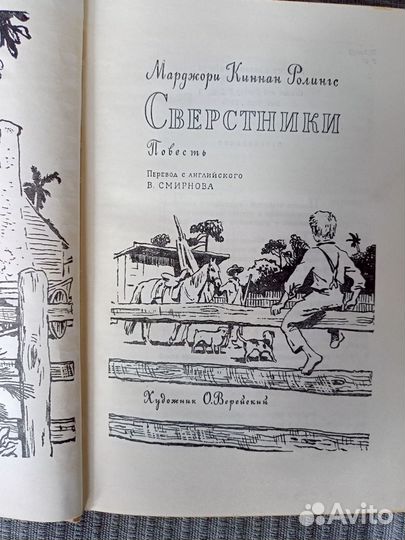 Марджори Киннан Ролингс
Сверстники
Повесть
Перевод с английского
В. Смирнова
Художник О.Верейский
Avito